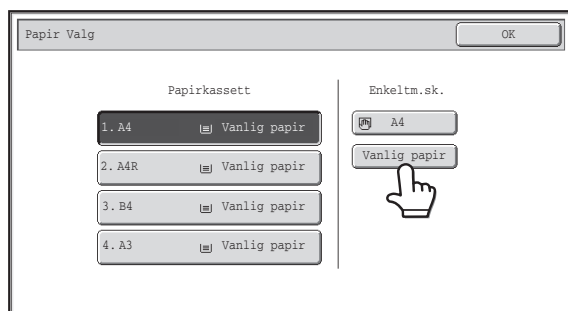 Papir Valg
OK
Papirkassett
1. A4 Vanlig papir
2. A4R Vanlig papir
3. B4 Vanlig papir
4. A3 Vanlig papir
Enkeltm.sk.
A4
Vanlig papir